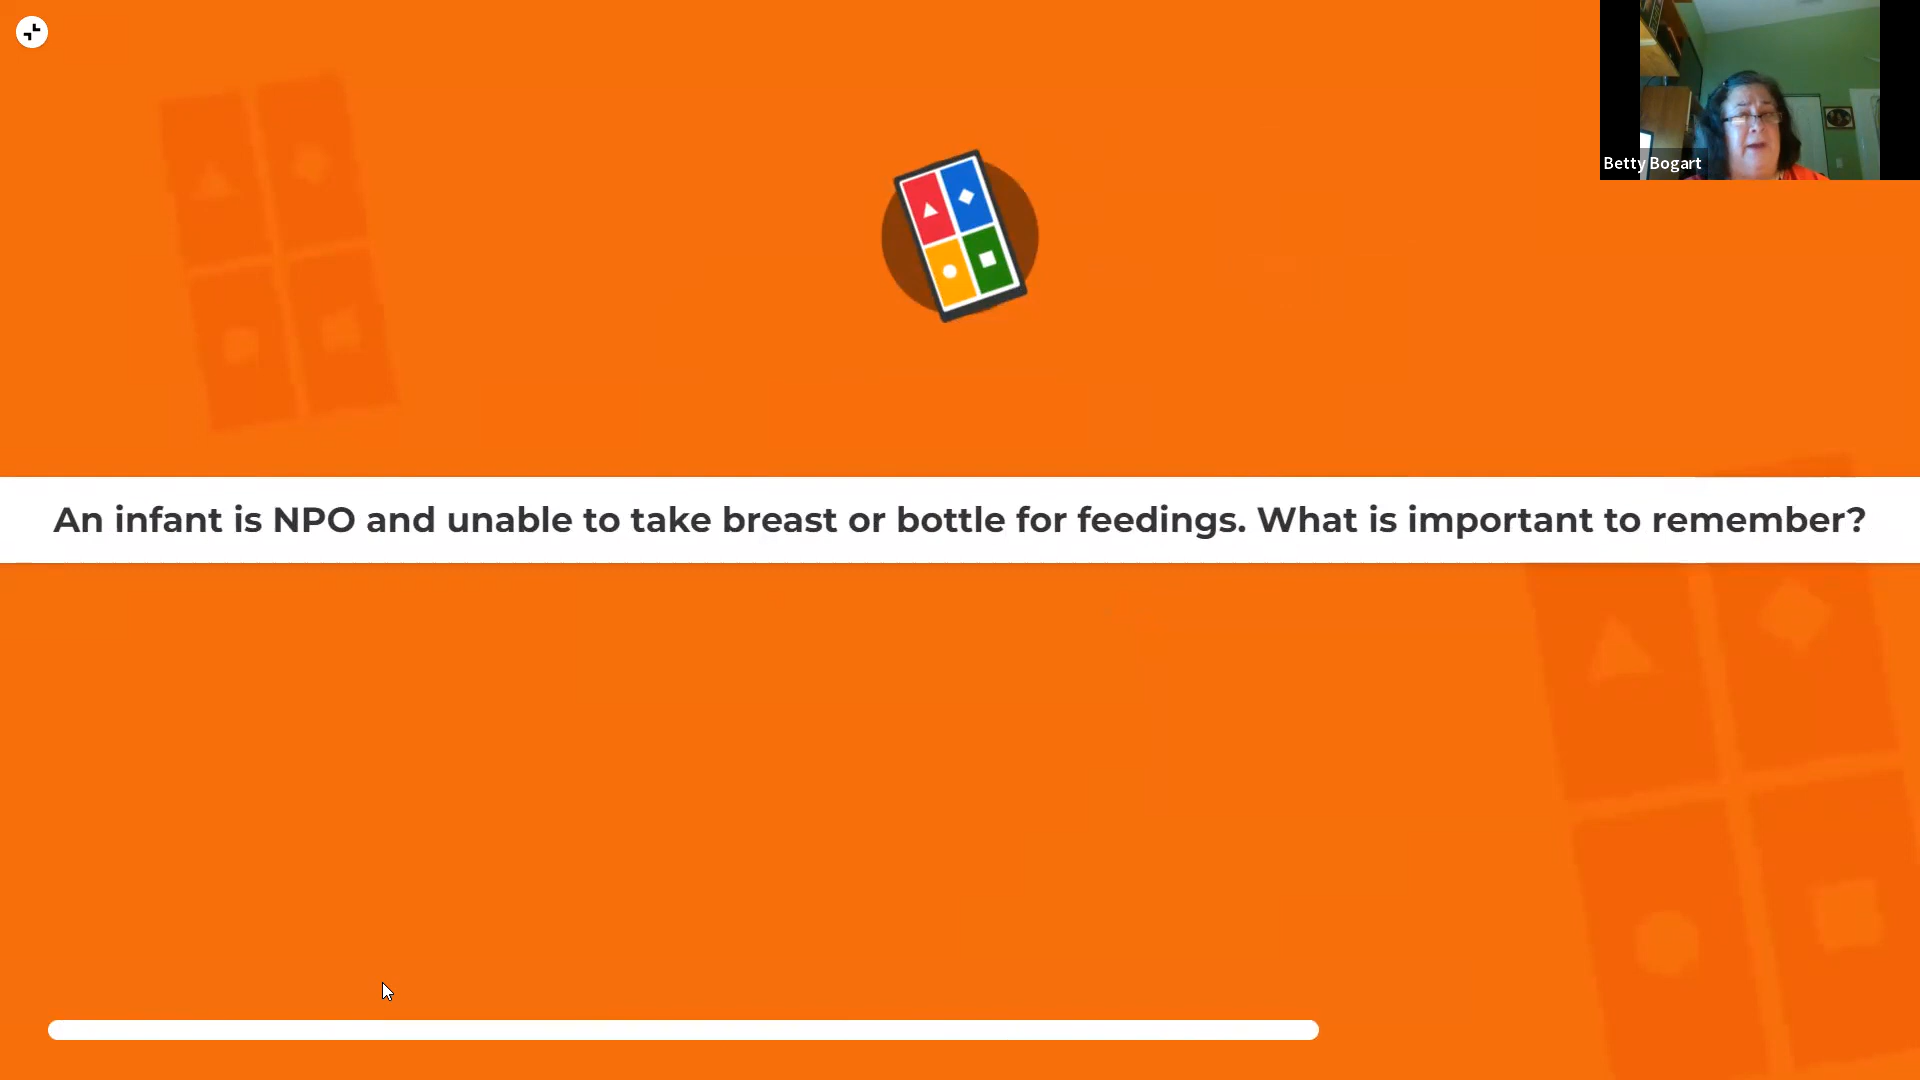 Betty Bogart
An infant is NPO and unable to take breast or bottle for feedings. What is important to remember?